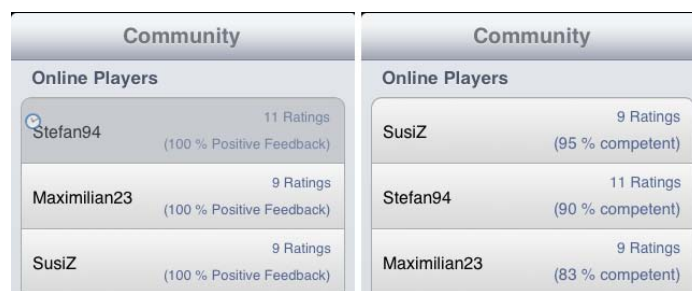 Community
Online Players
Stefan94
11 Ratings
(100 % Positive Feedback)
Maximilian23
9 Ratings
(100 % Positive Feedback)
SusiZ
9 Ratings
(100 % Positive Feedback)
Community
Online Players
SusiZ
9 Ratings
(95 % competent)
Stefan94
11 Ratings
(90 % competent)
Maximilian23
9 Ratings
(83 % competent)